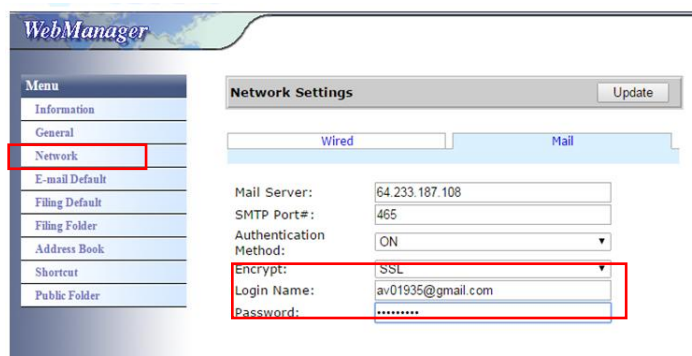 WebManager
Menu
Information
General
Network
E-mail Default
Filing Default
Filing Folder
Address Book
Shortcut
Public Folder
Network Settings
Update
Wired Mail
Mail Server: 64.233.187.108
SMTP Port#: 465
Authentication
Method: ON
Encrypt: SSL
Login Name: av01935@gmail.com
Password: •••••••••